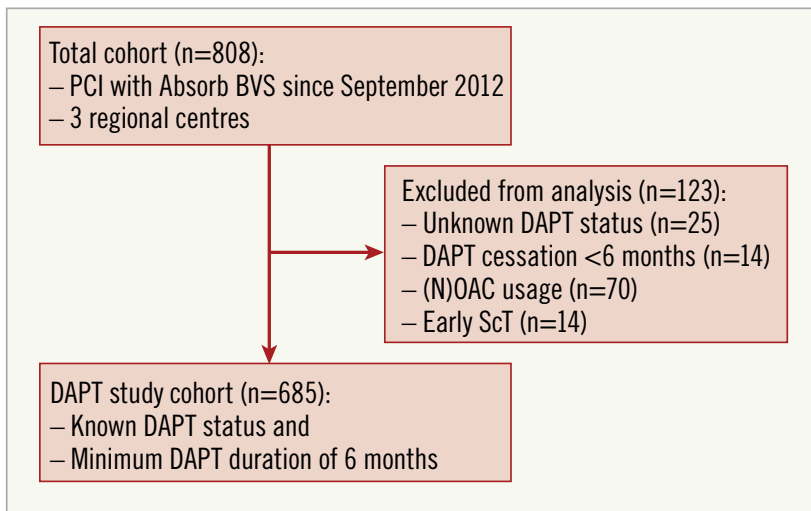 Total cohort (n=808):
– PCI with Absorb BVS since September 2012
– 3 regional centres
Excluded from analysis (n=123):
– Unknown DAPT status (n=25)
– DAPT cessation <6 months (n=14)
– (N)OAC usage (n=70)
– Early ScT (n=14)
DAPT study cohort (n=685):
– Known DAPT status and
– Minimum DAPT duration of 6 months